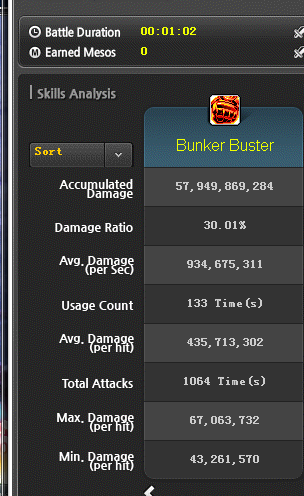 Battle Duration 00:01:02
Earned Mesos 0
Skills Analysis
Bunker Buster
Sort
Accumulated
Damage 57,949,869,284
Damage Ratio 30.01%
Avg. Damage
(per Sec) 934,675,311
Usage Count 133 Time(s)
Avg. Damage
(per hit) 435,713,302
Total Attacks 1064 Time(s)
Max. Damage
(per hit) 67,063,732
Min. Damage
(per hit) 43,261,570